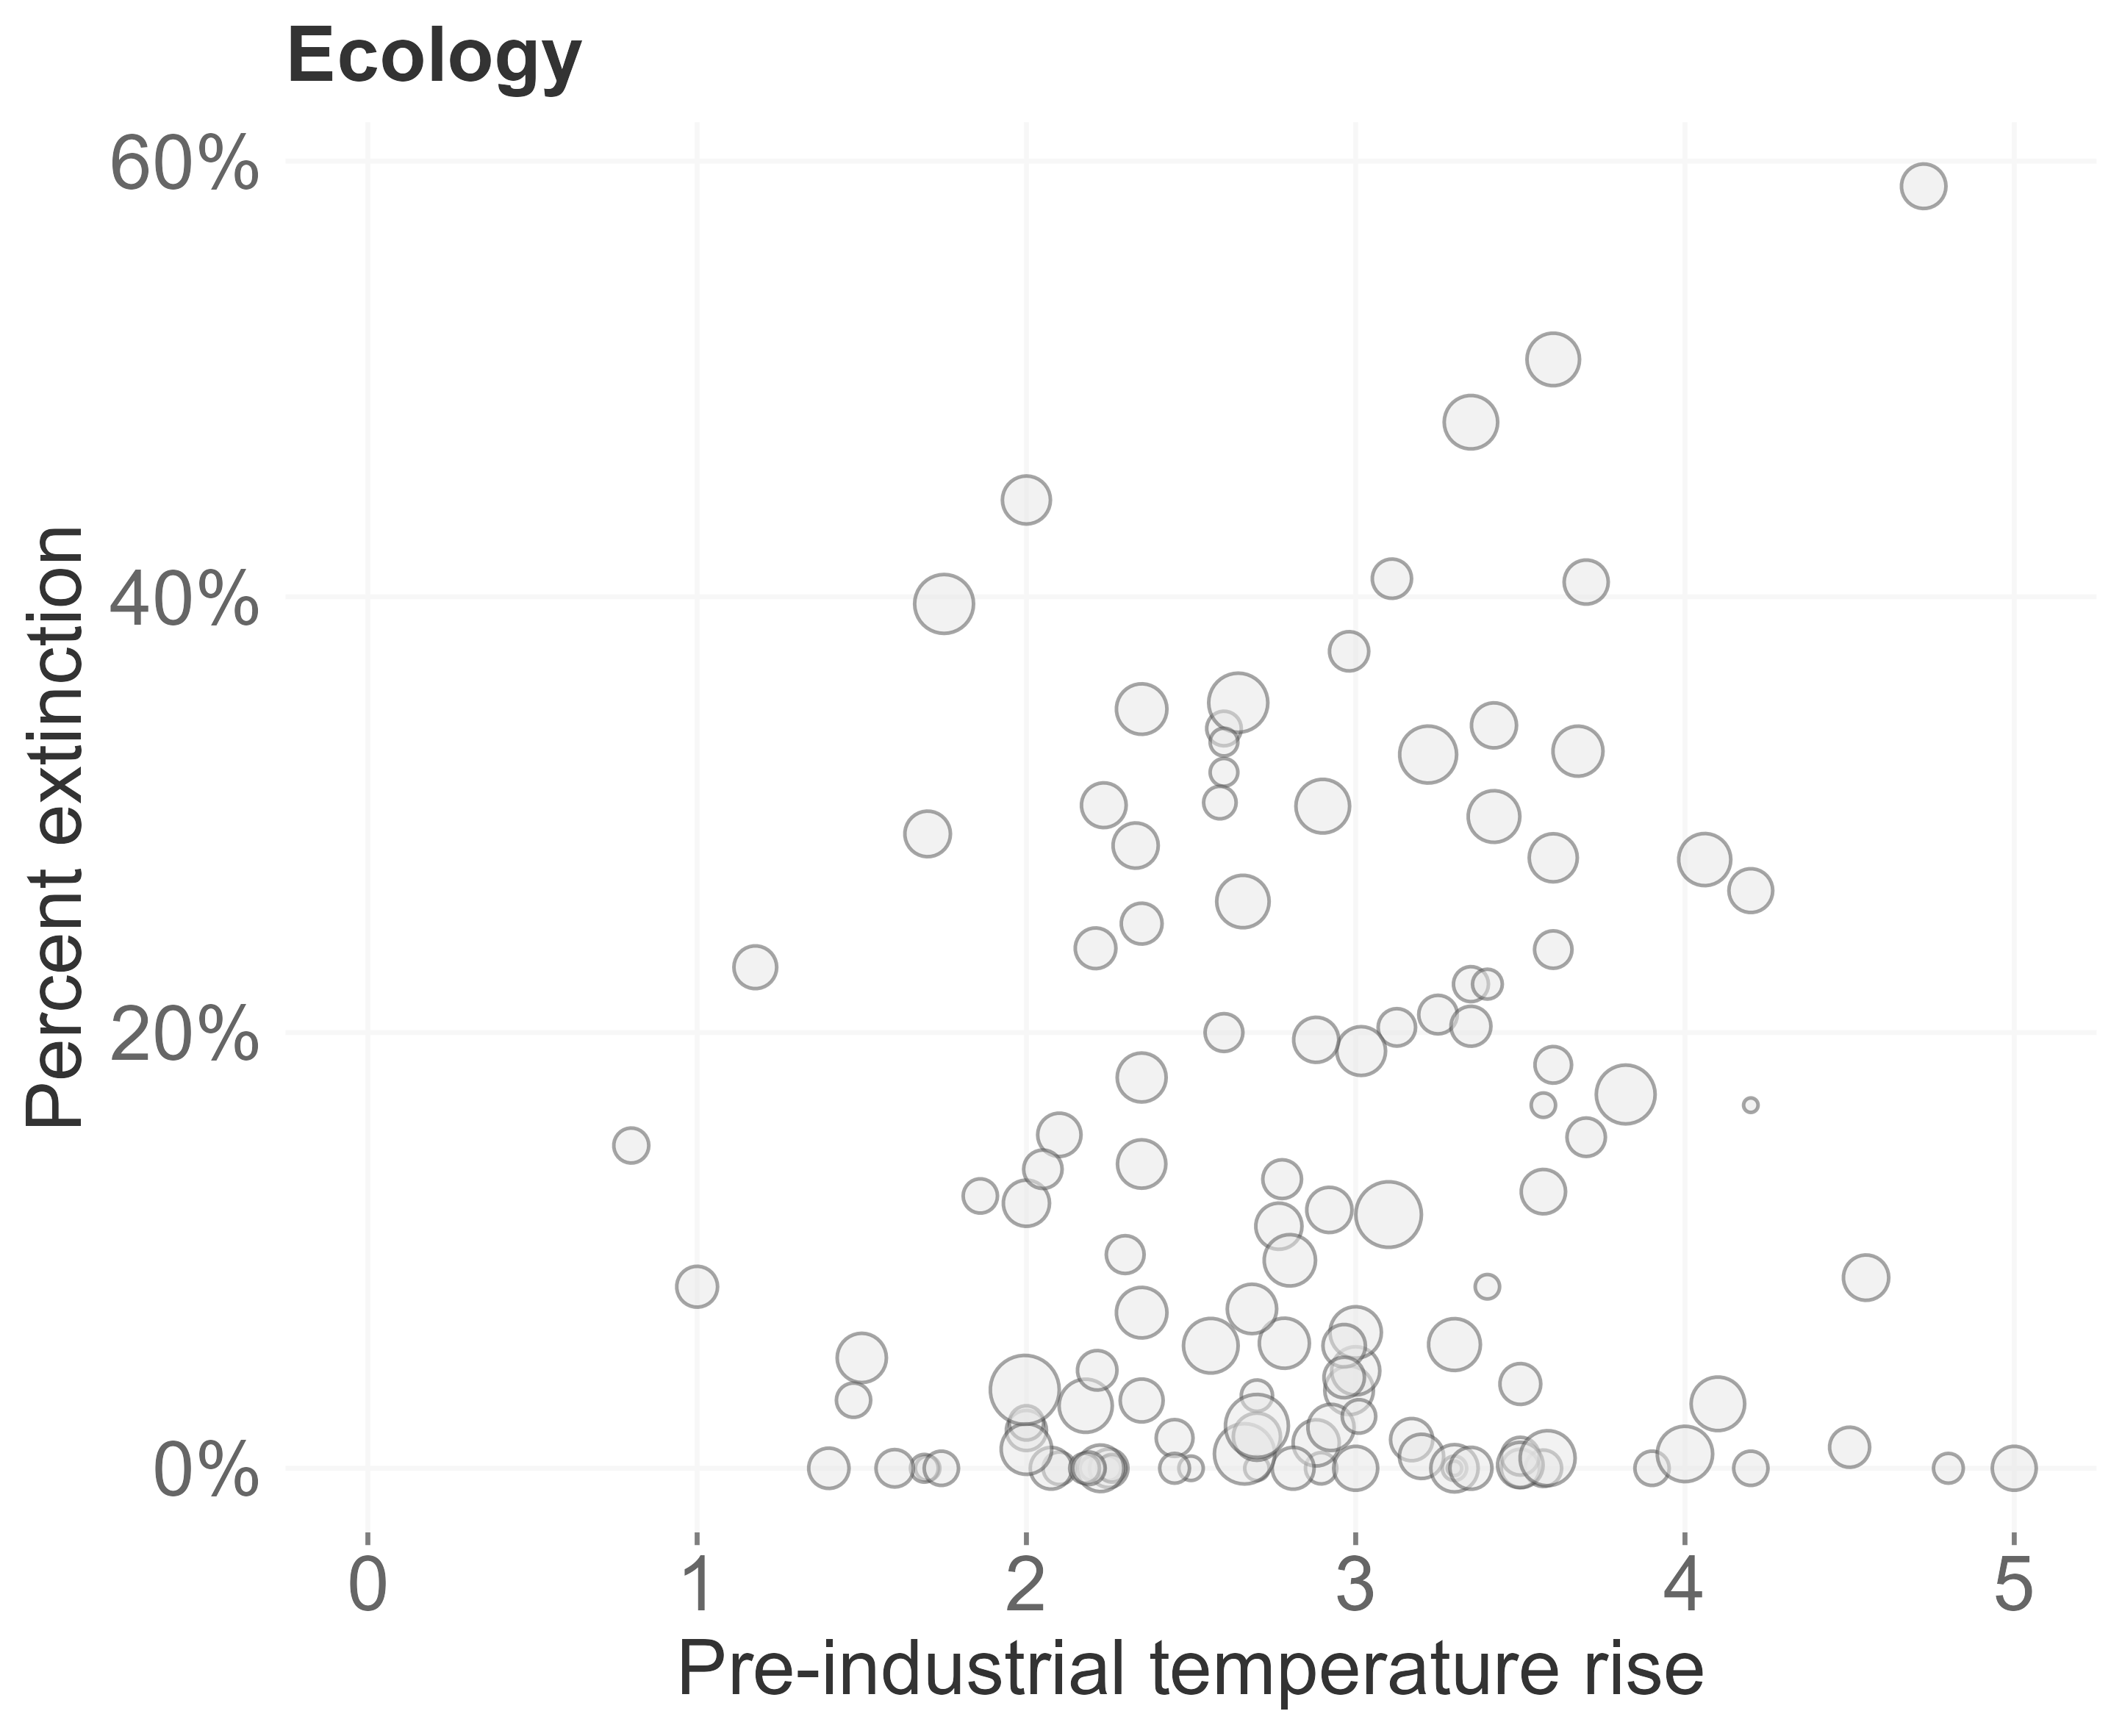 Ecology
60%
40%
20%
0%
Percent extinction
0 1 2 3 4 5
Pre-industrial temperature rise